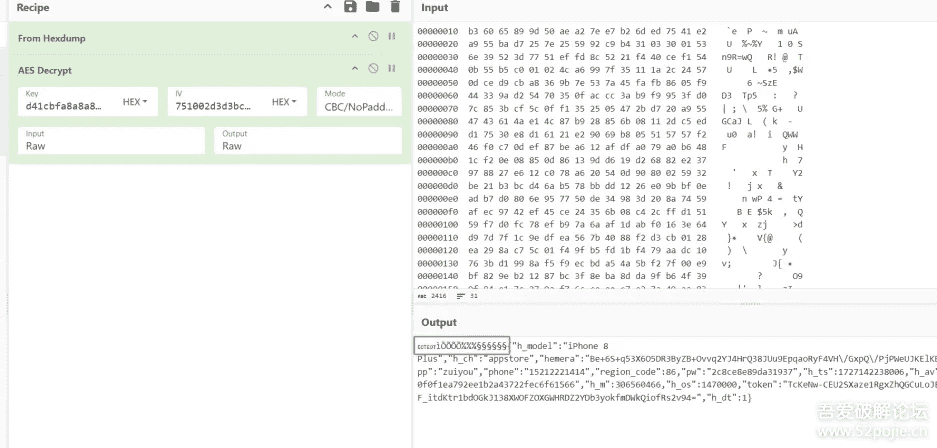 Recipe
From Hexdump
AES Decrypt
Key
d41cbfa8a8a8…
HEX
IV
751002d3d3bc…
HEX
Mode
CBC/NoPadd…
Input
Raw
Output
Raw
Input
00000010 b3 60 65 89 9d 50 ae a2 7e e7 b2 6d ed 75 41 e2
00000020 a9 55 ba d7 25 7e 25 59 92 c9 b4 31 03 30 01 53
00000030 6e 39 52 3d 77 51 ef fd 8c 52 21 f4 40 ce f1 54
00000040 0b 55 b5 c0 01 02 4c a6 99 7f 35 11 1a 2c 24 57
00000050 0d ce d9 cb a8 36 9b 7e 53 7a 45 fa fb 86 05 f9
00000060 44 33 9a d2 54 70 35 0f ac cc 3a b9 f9 95 3f d0
00000070 7c 85 3b cf 5c 0f f1 35 25 05 47 2b d7 20 a9 55
00000080 47 43 61 4a e1 4c 87 b9 28 85 6b 08 11 2d c5 ed
00000090 d1 75 30 e8 d1 61 21 e2 90 69 b8 05 51 57 57 f2
000000a0 46 f0 c7 0d ef 87 be a6 12 af df a0 79 a0 b6 48
000000b0 1c f2 0e 08 85 0d 86 13 9d d6 19 d2 68 82 e2 37
000000c0 97 88 27 e6 12 c0 78 a6 20 54 0d 90 80 02 59 32
000000d0 be 21 b3 bc d4 6a b5 78 bb dd 12 26 e0 9b bf 0e
000000e0 ad b7 d0 80 6e 95 77 50 de 34 98 3d 20 8a 74 59
000000f0 af ec 97 42 ef 45 ce 24 35 6b 08 c4 2c ff d1 51
00000100 59 f7 d0 fc 78 ef b9 7a 6a af 1d ab f0 16 3e 64
00000110 d9 7d 7f 1c 9e df ea 56 7b 40 88 f2 d3 cb 01 28
00000120 ea 29 8a c7 5c 01 f4 9f b5 fd 1b f4 79 aa dc 10
00000130 76 3b d1 99 8a f5 f9 ec bd a5 4a 5b f2 7f 00 e9
00000140 bf 82 9e b2 12 87 bc 3f 8e ba 8d da 9f b6 4f 39
2416
31
Output
{"h_model":"iPhone 8
Plus","h_ch":"appstore","hemera":"Be+6S+q53X6O5DR3ByZB+Ovvq2YJ4HrQ38JUu9EpqaoRyF4VH\/GxpQ\/PjPWeUJKElKE
pp":"zuiyou","phone":"15212221414","region_code":86,"pw":"2c8ce8e89da31937","h_ts":1727142238006,"h_av"
0f0f1ea792ee1b2a43722fec6f61566","h_m":306560466,"h_os":1470000,"token":"TcKeNw-CEU2SXaze1RgxZhQGCuLoJE
F_itdKtr1bdOGkJ138XWOFZOXGWHRDZ2YDb3yokfmDWkQiofRs2v94=","h_dt":1}
吾爱破解论坛
www.52pojie.cn